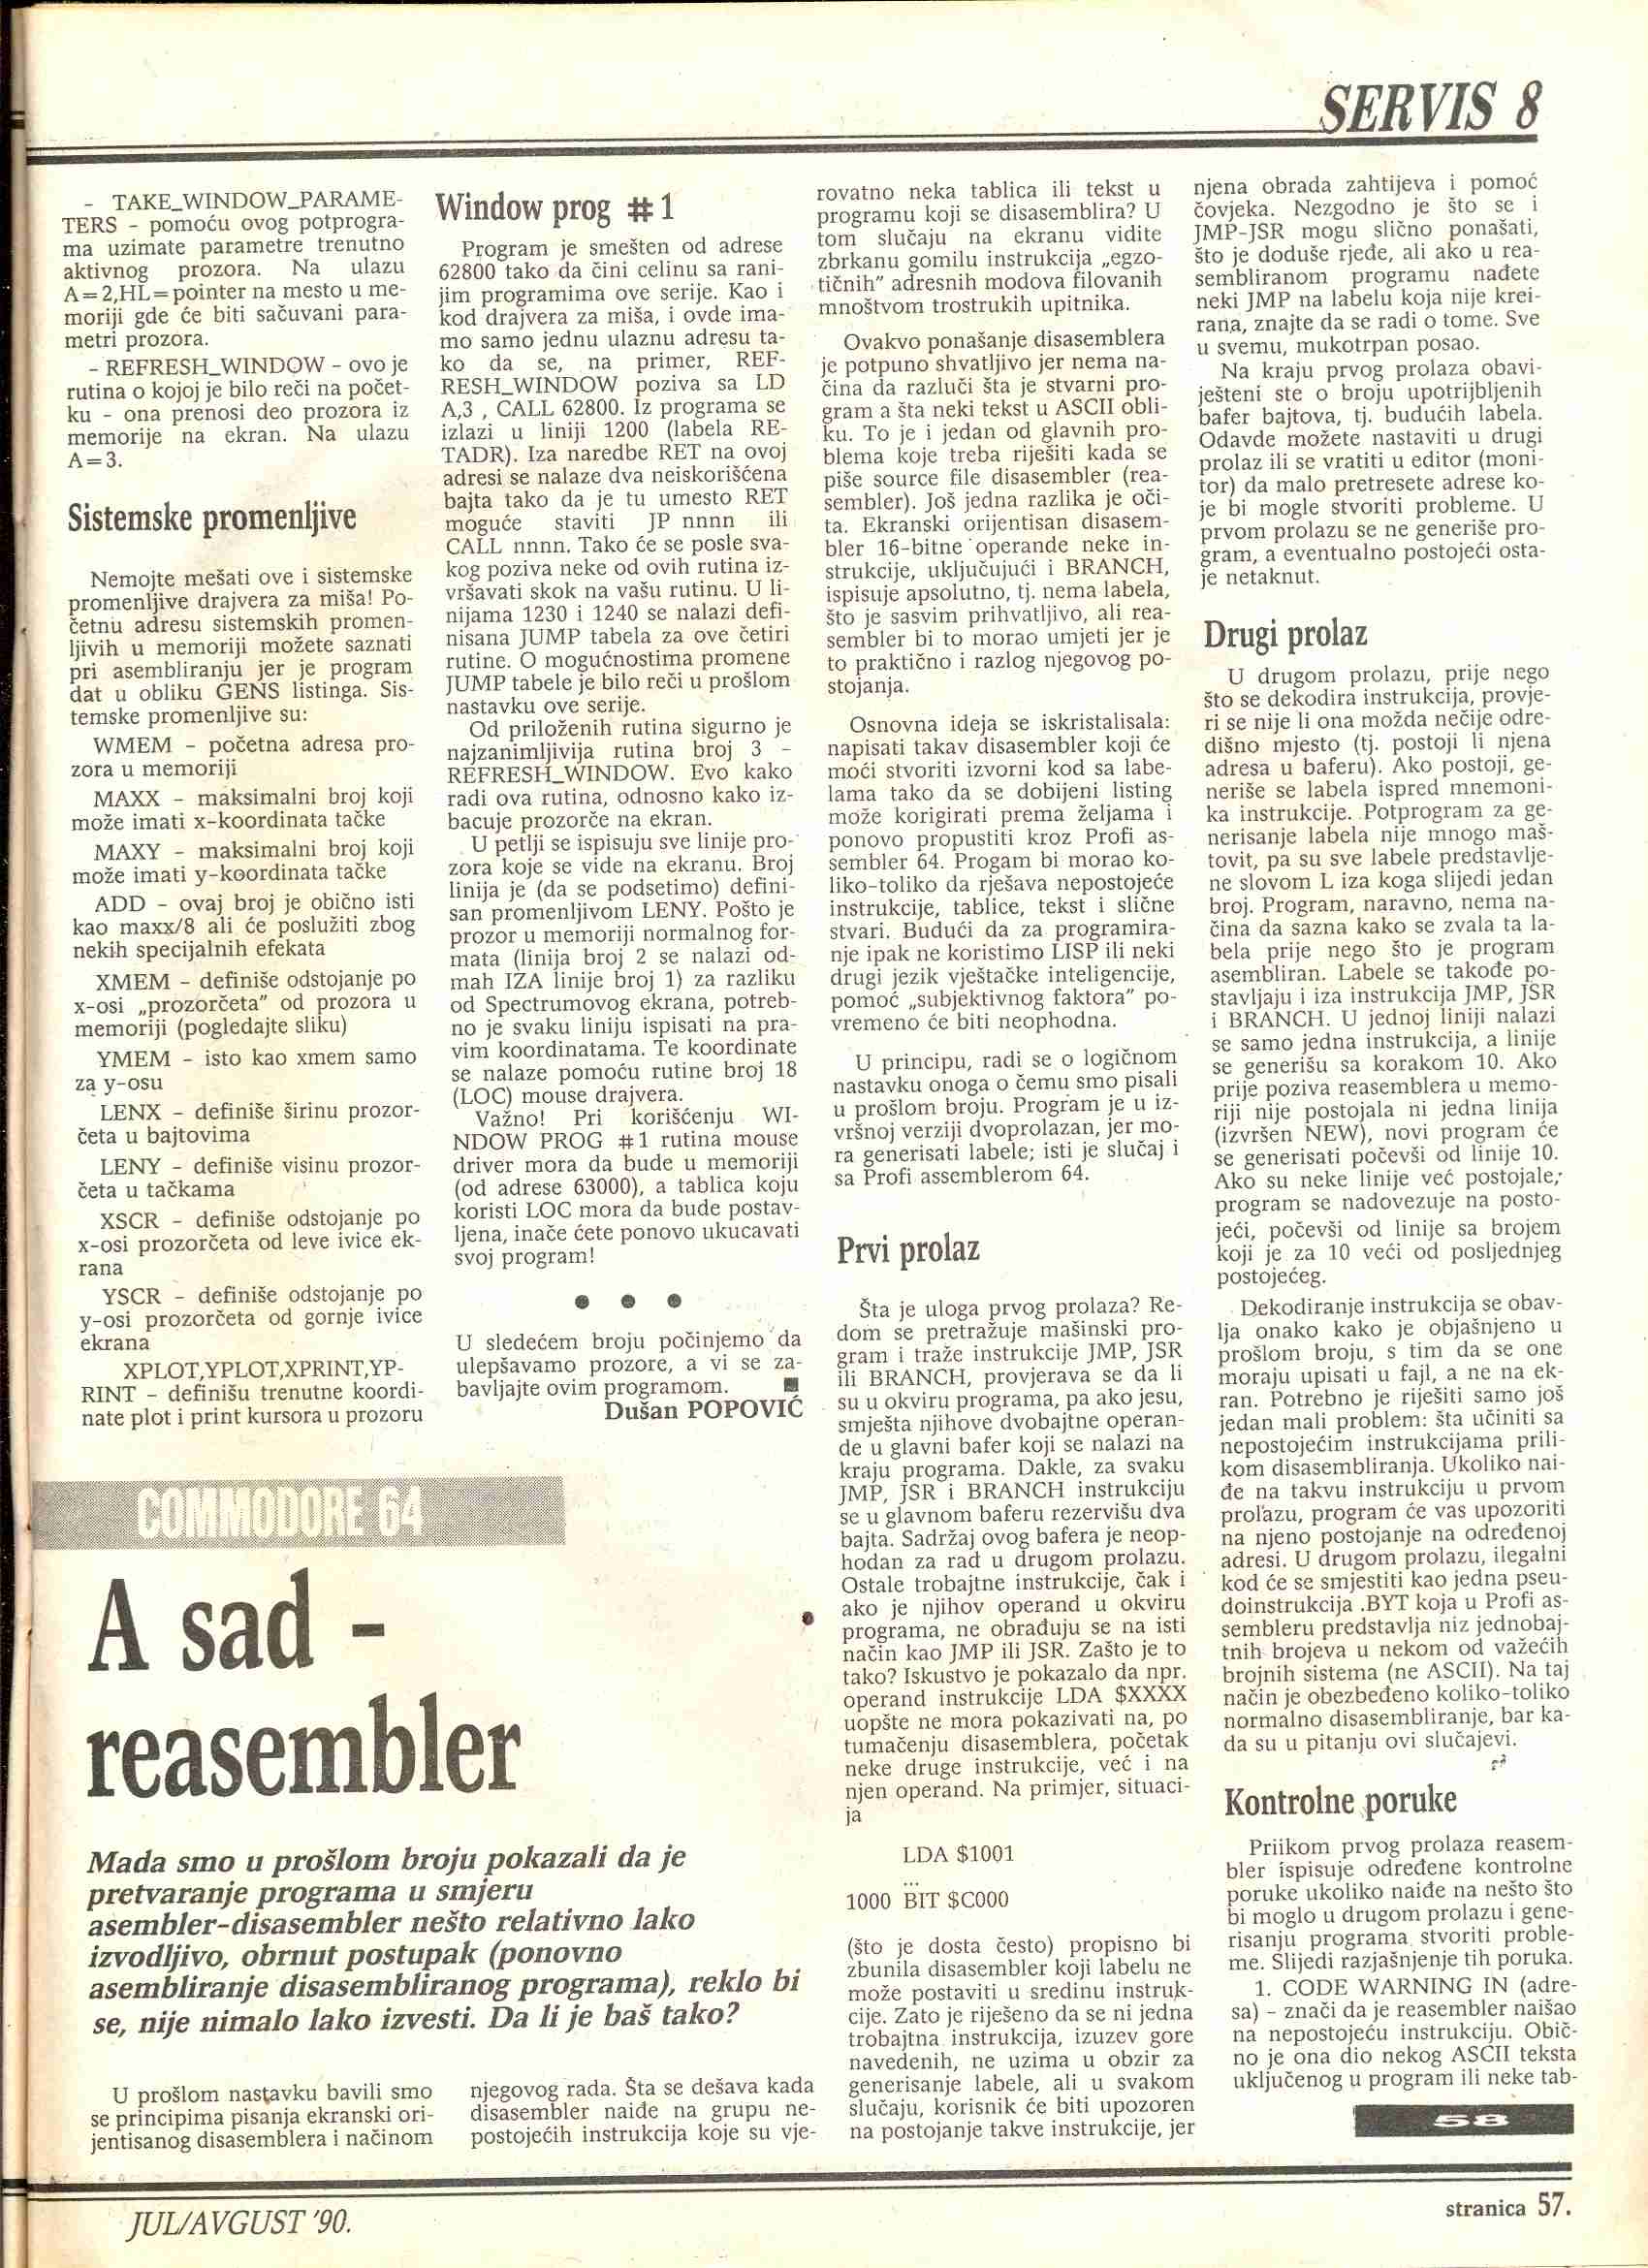 SERVIS 8
- TAKE_WINDOW_PARAME-
TERS - pomoću ovog potprogra-
ma uzimate parametre trenutno
aktivnog prozora. Na ulazu
A=2,HL=pointer na mesto u me-
moriji gde će biti sačuvani para-
metri prozora.
- REFRESH_WINDOW - ovo je
rutina o kojoj je bilo reči na počet-
ku - ona prenosi deo prozora iz
memorije na ekran. Na ulazu
A=3.
Sistemske promenljive
Nemojte mešati ove i sistemske
promenljive drajvera za miša! Po-
četnu adresu sistemskih promen-
ljivih u memoriji možete saznati
pri asembliranju jer je program
dat u obliku GENS listinga. Sis-
temske promenljive su:
WMEM - početna adresa pro-
zora u memoriji
MAXX - maksimalni broj koji
može imati x-koordinata tačke
MAXY - maksimalni broj koji
može imati y-koordinata tačke
ADD - ovaj broj je obično isti
kao maxx/8 ali će poslužiti zbog
nekih specijalnih efekata
XMEM - definiše odstojanje po
x-osi „prozorčeta” od prozora u
memoriji (pogledajte sliku)
YMEM - isto kao xmem samo
za y-osu
LENX - definiše širinu prozor-
četa u bajtovima
LENY - definiše visinu prozor-
četa u tačkama
XSCR - definiše odstojanje po
x-osi prozorčeta od leve ivice ek-
rana
YSCR - definiše odstojanje po
y-osi prozorčeta od gornje ivice
ekrana
XPLOT,YPLOT,XPRINT,YP-
RINT - definišu trenutne koordi-
nate plot i print kursora u prozoru
Window prog #1
Program je smešten od adrese
62800 tako da čini celinu sa rani-
jim programima ove serije. Kao i
kod drajvera za miša, i ovde ima-
mo samo jednu ulaznu adresu ta-
ko da se, na primer, REF-
RESH_WINDOW poziva sa LD
A,3 , CALL 62800. Iz programa se
izlazi u liniji 1200 (labela RE-
TADR). Iza naredbe RET na ovoj
adresi se nalaze dva neiskorišćena
bajta tako da je tu umesto RET
moguće staviti JP nnnn ili
CALL nnnn. Tako će se posle sva-
kog poziva neke od ovih rutina iz-
vršavati skok na vašu rutinu. U li-
nijama 1230 i 1240 se nalazi defi-
nisana JUMP tabela za ove četiri
rutine. O mogućnostima promene
JUMP tabele je bilo reči u prošlom
nastavku ove serije.
Od priloženih rutina sigurno je
najzanimljivija rutina broj 3 -
REFRESH_WINDOW. Evo kako
radi ova rutina, odnosno kako iz-
bacuje prozorče na ekran.
U petlji se ispisuju sve linije pro-
zora koje se vide na ekranu. Broj
linija je (da se podsetimo) defini-
san promenljivom LENY. Pošto je
prozor u memoriji normalnog for-
mata (linija broj 2 se nalazi od-
mah IZA linije broj 1) za razliku
od Spectrumovog ekrana, potreb-
no je svaku liniju ispisati na pra-
vim koordinatama. Te koordinate
se nalaze pomoću rutine broj 18
(LOC) mouse drajvera.
Važno! Pri korišćenju WI-
NDOW PROG #1 rutina mouse
driver mora da bude u memoriji
(od adrese 63000), a tablica koju
koristi LOC mora da bude postav-
ljena, inače ćete ponovo ukucavati
svoj program!
● ● ●
U sledećem broju počinjemo da
ulepšavamo prozore, a vi se za-
bavljajte ovim programom. ■
Dušan POPOVIĆ
COMMODORE 64
A sad -
reasembler
Mada smo u prošlom broju pokazali da je
pretvaranje programa u smjeru
asembler-disasembler nešto relativno lako
izvodljivo, obrnut postupak (ponovno
asembliranje disasembliranog programa), reklo bi
se, nije nimalo lako izvesti. Da li je baš tako?
U prošlom nastavku bavili smo
se principima pisanja ekranski ori-
jentisanog disasemblera i načinom
njegovog rada. Šta se dešava kada
disasembler naiđe na grupu ne-
postojećih instrukcija koje su vje-
rovatno neka tablica ili tekst u
programu koji se disasemblira? U
tom slučaju na ekranu vidite
zbrkanu gomilu instrukcija „egzo-
tičnih” adresnih modova filovanih
mnoštvom trostrukih upitnika.
Ovakvo ponašanje disasemblera
je potpuno shvatljivo jer nema na-
čina da razluči šta je stvarni pro-
gram a šta neki tekst u ASCII obli-
ku. To je i jedan od glavnih pro-
blema koje treba riješiti kada se
piše source file disasembler (rea-
sembler). Još jedna razlika je oči-
ta. Ekranski orijentisan disasem-
bler 16-bitne operande neke in-
strukcije, uključujući i BRANCH,
ispisuje apsolutno, tj. nema labela,
što je sasvim prihvatljivo, ali rea-
sembler bi to morao umjeti jer je
to praktično i razlog njegovog po-
stojanja.
Osnovna ideja se iskristalisala:
napisati takav disasembler koji će
moći stvoriti izvorni kod sa labe-
lama tako da se dobijeni listing
može korigirati prema željama i
ponovo propustiti kroz Profi as-
sembler 64. Progam bi morao ko-
liko-toliko da rješava nepostojeće
instrukcije, tablice, tekst i slične
stvari. Budući da za programira-
nje ipak ne koristimo LISP ili neki
drugi jezik vještačke inteligencije,
pomoć „subjektivnog faktora” po-
vremeno će biti neophodna.
U principu, radi se o logičnom
nastavku onoga o čemu smo pisali
u prošlom broju. Program je u iz-
vršnoj verziji dvoprolazan, jer mo-
ra generisati labele; isti je slučaj i
sa Profi assemblerom 64.
Prvi prolaz
Šta je uloga prvog prolaza? Re-
dom se pretražuje mašinski pro-
gram i traže instrukcije JMP, JSR
ili BRANCH, provjerava se da li
su u okviru programa, pa ako jesu,
smješta njihove dvobajtne operan-
de u glavni bafer koji se nalazi na
kraju programa. Dakle, za svaku
JMP, JSR i BRANCH instrukciju
se u glavnom baferu rezervišu dva
bajta. Sadržaj ovog bafera je neop-
hodan za rad u drugom prolazu.
Ostale trobajtne instrukcije, čak i
ako je njihov operand u okviru
programa, ne obrađuju se na isti
način kao JMP ili JSR. Zašto je to
tako? Iskustvo je pokazalo da npr.
operand instrukcije LDA $XXXX
uopšte ne mora pokazivati na, po
tumačenju disasemblera, početak
neke druge instrukcije, već i na
njen operand. Na primjer, situaci-
ja
LDA $1001
...
1000 BIT $C000
(što je dosta često) propisno bi
zbunila disasembler koji labelu ne
može postaviti u sredinu instruk-
cije. Zato je riješeno da se ni jedna
trobajtna instrukcija, izuzev gore
navedenih, ne uzima u obzir za
generisanje labele, ali u svakom
slučaju, korisnik će biti upozoren
na postojanje takve instrukcije, jer
njena obrada zahtijeva i pomoć
čovjeka. Nezgodno je što se i
JMP-JSR mogu slično ponašati,
što je doduše rjeđe, ali ako u rea-
sembliranom programu nađete
neki JMP na labelu koja nije krei-
rana, znajte da se radi o tome. Sve
u svemu, mukotrpan posao.
Na kraju prvog prolaza obavi-
ješteni ste o broju upotrijbljenih
bafer bajtova, tj. budućih labela.
Odavde možete nastaviti u drugi
prolaz ili se vratiti u editor (moni-
tor) da malo pretresete adrese ko-
je bi mogle stvoriti probleme. U
prvom prolazu se ne generiše pro-
gram, a eventualno postojeći osta-
je netaknut.
Drugi prolaz
U drugom prolazu, prije nego
što se dekodira instrukcija, provje-
ri se nije li ona možda nečije odre-
dišno mjesto (tj. postoji li njena
adresa u baferu). Ako postoji, ge-
neriše se labela ispred mnemoni-
ka instrukcije. Potprogram za ge-
nerisanje labela nije mnogo maš-
tovit, pa su sve labele predstavlje-
ne slovom L iza koga slijedi jedan
broj. Program, naravno, nema na-
čina da sazna kako se zvala ta la-
bela prije nego što je program
asembliran. Labele se takođe po-
stavljaju i iza instrukcija JMP, JSR
i BRANCH. U jednoj liniji nalazi
se samo jedna instrukcija, a linije
se generišu sa korakom 10. Ako
prije poziva reasemblera u memo-
riji nije postojala ni jedna linija
(izvršen NEW), novi program će
se generisati počevši od linije 10.
Ako su neke linije već postojale,
program se nadovezuje na posto-
jeći, počevši od linije sa brojem
koji je za 10 veći od posljednjeg
postojećeg.
Dekodiranje instrukcija se obav-
lja onako kako je objašnjeno u
prošlom broju, s tim da se one
moraju upisati u fajl, a ne na ek-
ran. Potrebno je riješiti samo još
jedan mali problem: šta učiniti sa
nepostojećim instrukcijama prili-
kom disasembliranja. Ukoliko nai-
đe na takvu instrukciju u prvom
prolazu, program će vas upozoriti
na njeno postojanje na određenoj
adresi. U drugom prolazu, ilegalni
kod će se smjestiti kao jedna pseu-
doinstrukcija .BYT koja u Profi as-
sembleru predstavlja niz jednobaj-
tnih brojeva u nekom od važećih
brojnih sistema (ne ASCII). Na taj
način je obezbeđeno koliko-toliko
normalno disasembliranje, bar ka-
da su u pitanju ovi slučajevi.
Kontrolne poruke
Priikom prvog prolaza reasem-
bler ispisuje određene kontrolne
poruke ukoliko naiđe na nešto što
bi moglo u drugom prolazu i gene-
risanju programa stvoriti proble-
me. Slijedi razjašnjenje tih poruka.
1. CODE WARNING IN (adre-
sa) - znači da je reasembler naišao
na nepostojeću instrukciju. Obič-
no je ona dio nekog ASCII teksta
uključenog u program ili neke tab-
58
JUL/AVGUST '90.
stranica 57.